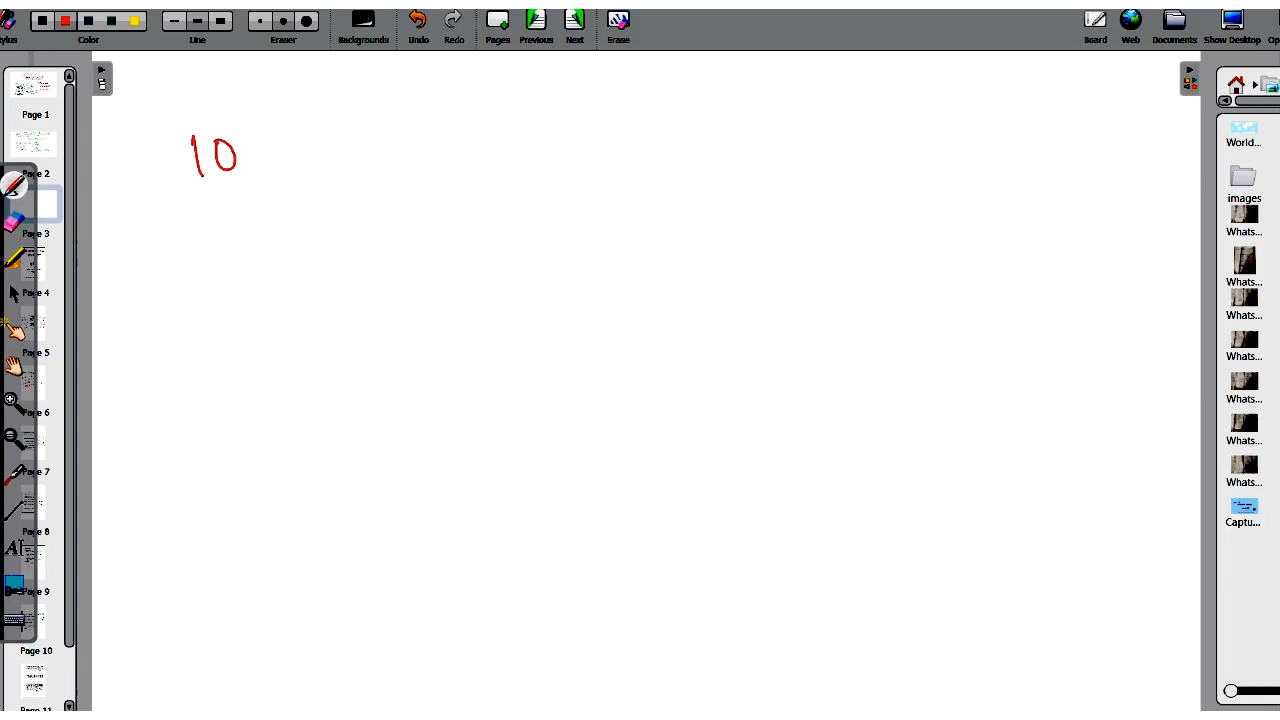 Color
Line
Eraser
Backgrounds
Undo
Redo
Pages
Previous
Next
Erase
Board
Web
Documents
Show Desktop
10
Page 1
Page 2
Page 3
Page 4
Page 5
Page 6
Page 7
Page 8
Page 9
Page 10
Page 11
World...
images
Whats...
Whats...
Whats...
Whats...
Whats...
Whats...
Whats...
Captu...